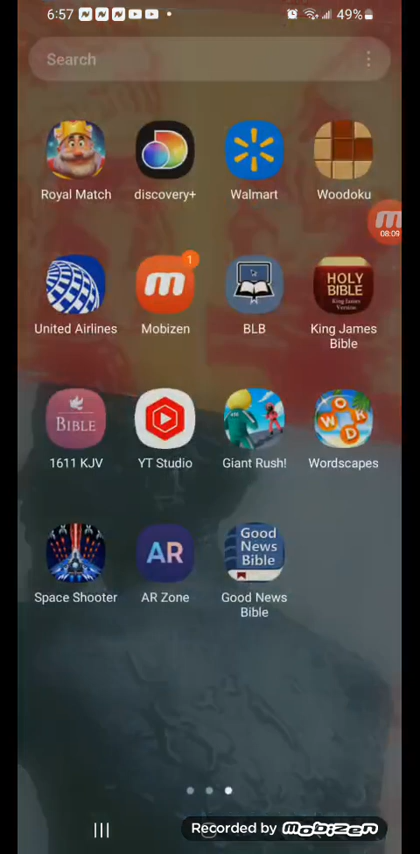 6:57
49%
Search
08:09
Royal Match discovery+ Walmart Woodoku
1
HOLY
BIBLE
King James
Version
United Airlines Mobizen BLB King James
Bible
BIBLE
WORD
1611 KJV YT Studio Giant Rush! Wordscapes
AR
Good
News
Bible
Space Shooter AR Zone Good News
Bible
Recorded by mobizen